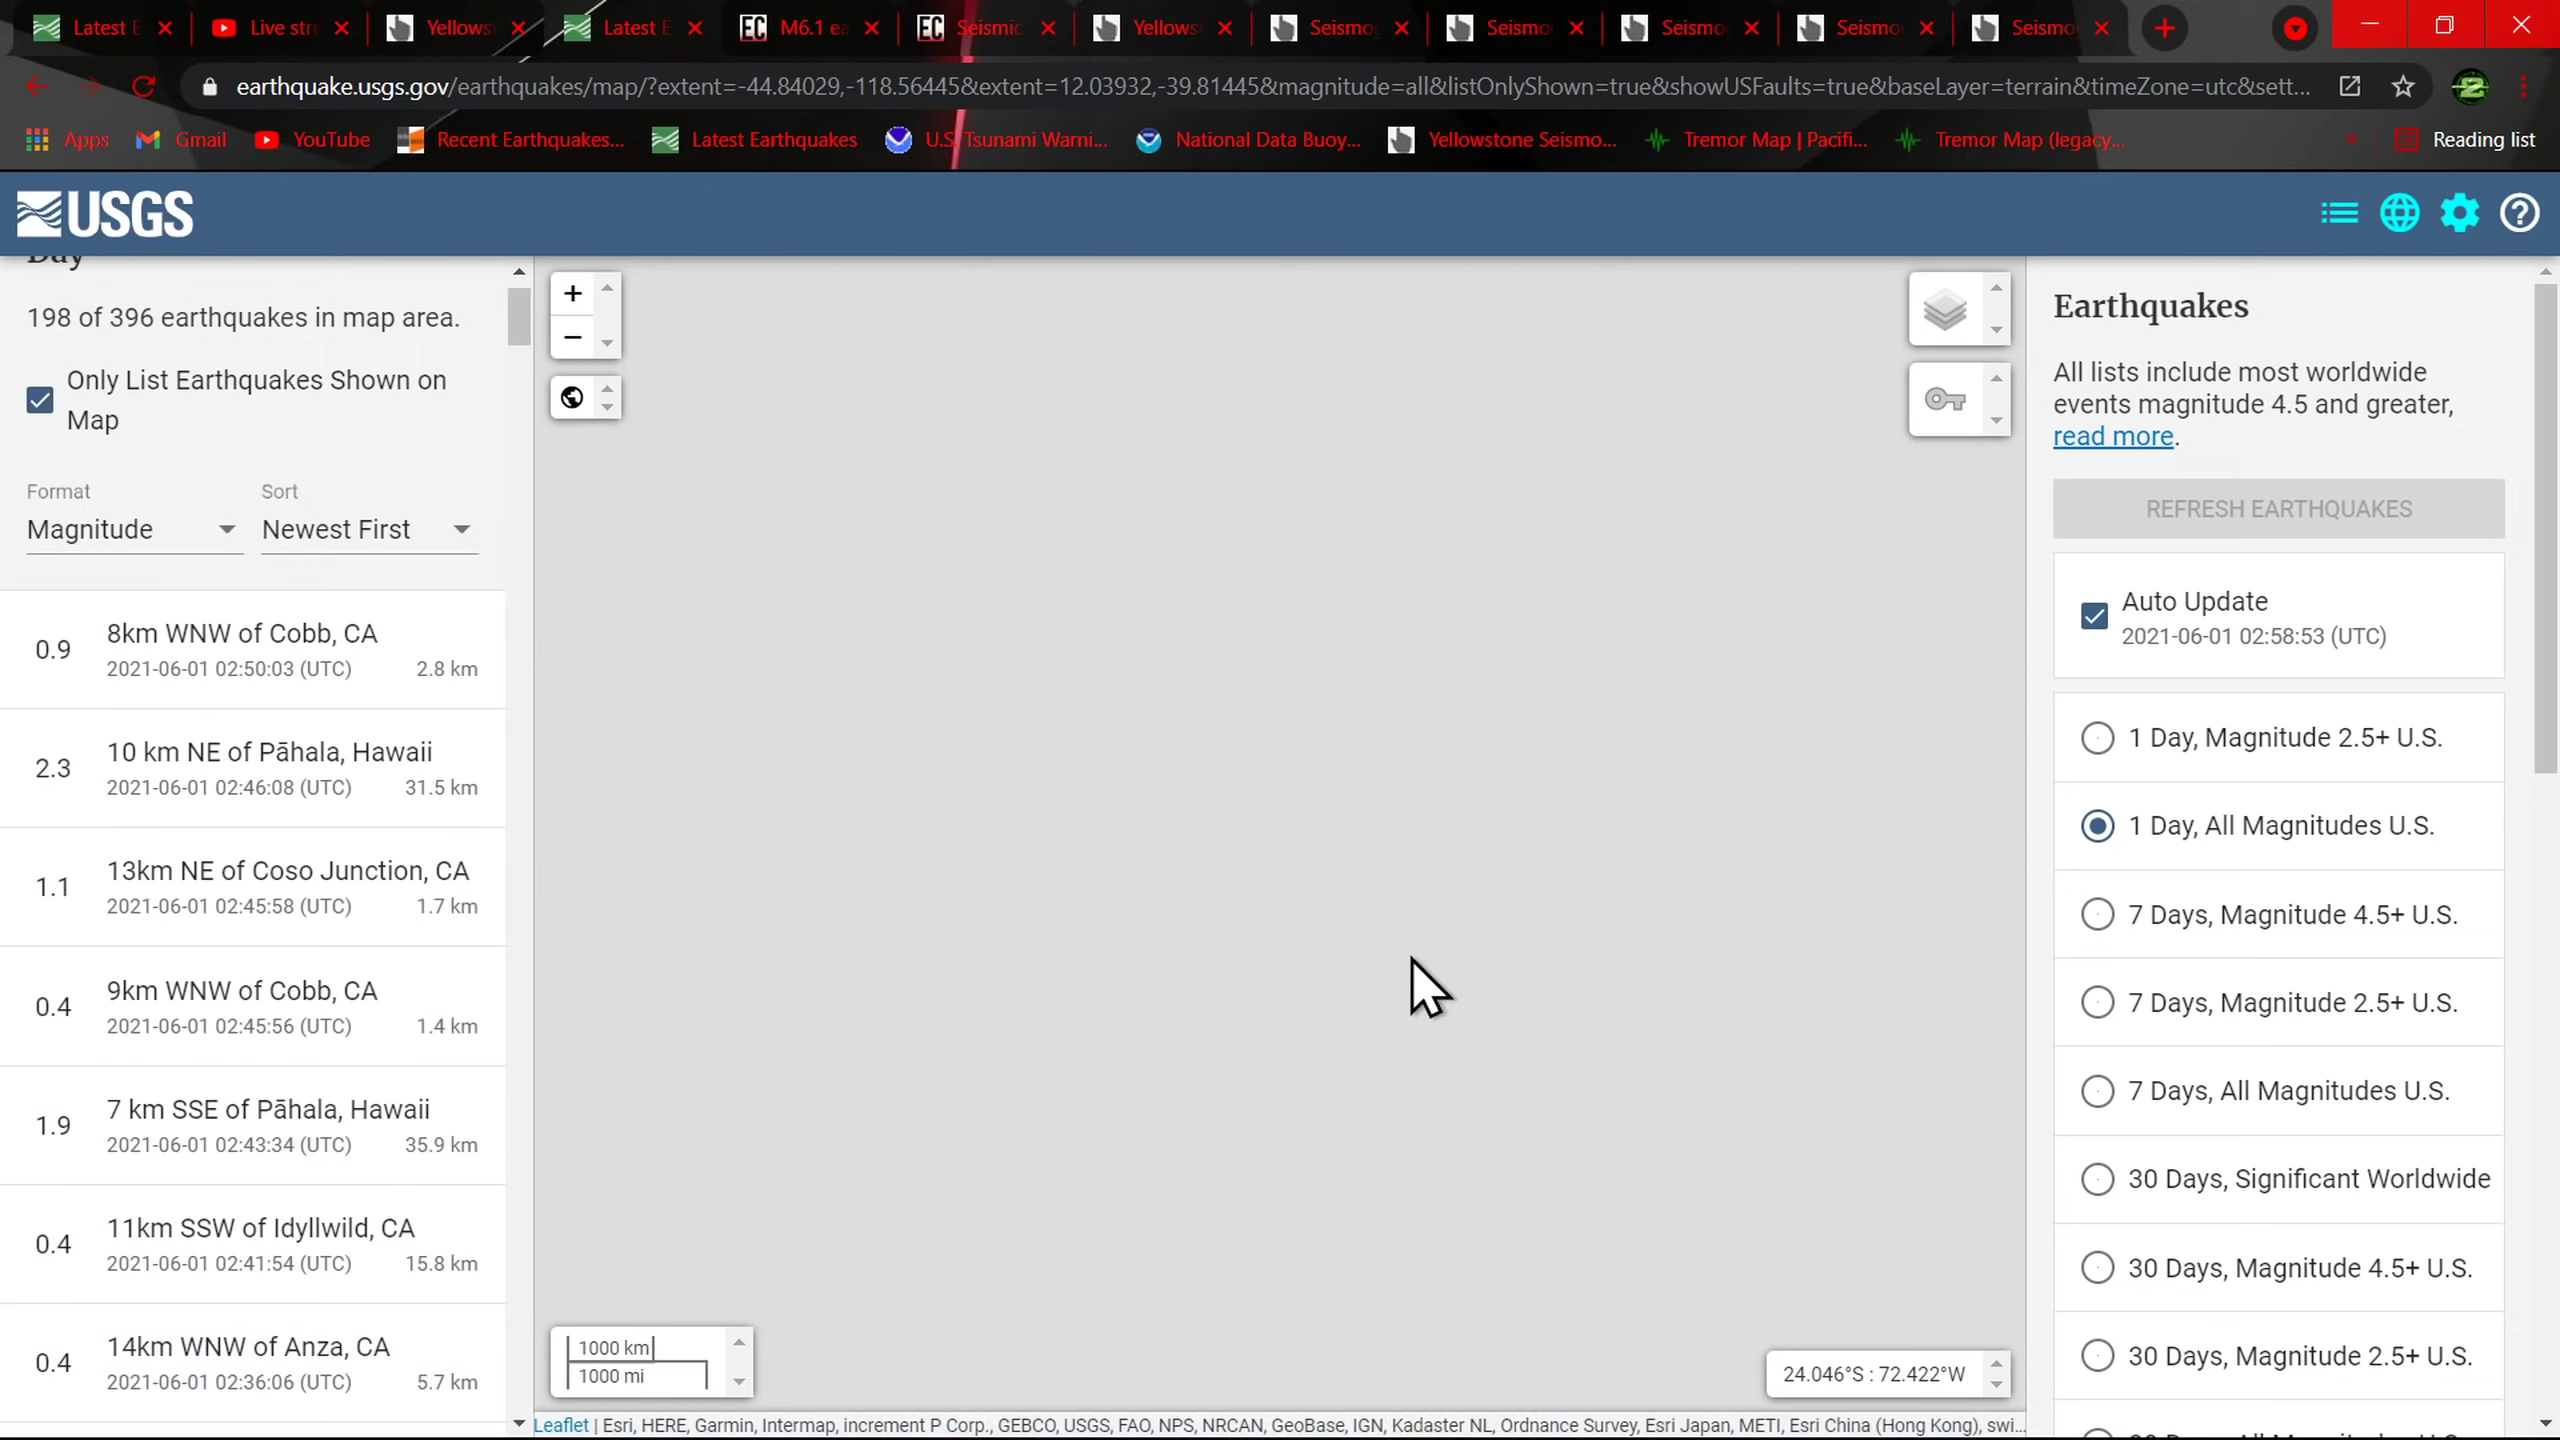 Latest E
Live stre
Yellows
Latest E
EC M6.1 ea
EC Seismic
Yellows
Seismo
Seismo
Seismo
Seismo
Seismo
earthquake.usgs.gov/earthquakes/map/?extent=-44.84029,-118.56445&extent=12.03932,-39.81445&magnitude=all&listOnlyShown=true&showUSFaults=true&baseLayer=terrain&timeZone=utc&sett...
Apps
Gmail
YouTube
Recent Earthquakes...
Latest Earthquakes
U.S. Tsunami Warni...
National Data Buoy...
Yellowstone Seismo...
Tremor Map | Pacifi...
Tremor Map (legacy...
Reading list
USGS
Day
198 of 396 earthquakes in map area.
Only List Earthquakes Shown on
Map
Format
Sort
Magnitude
Newest First
0.9
8km WNW of Cobb, CA
2021-06-01 02:50:03 (UTC)
2.8 km
2.3
10 km NE of Pāhala, Hawaii
2021-06-01 02:46:08 (UTC)
31.5 km
1.1
13km NE of Coso Junction, CA
2021-06-01 02:45:58 (UTC)
1.7 km
0.4
9km WNW of Cobb, CA
2021-06-01 02:45:56 (UTC)
1.4 km
1.9
7 km SSE of Pāhala, Hawaii
2021-06-01 02:43:34 (UTC)
35.9 km
0.4
11km SSW of Idyllwild, CA
2021-06-01 02:41:54 (UTC)
15.8 km
0.4
14km WNW of Anza, CA
2021-06-01 02:36:06 (UTC)
5.7 km
+
−
1000 km
1000 mi
24.046°S : 72.422°W
Leaflet | Esri, HERE, Garmin, Intermap, increment P Corp., GEBCO, USGS, FAO, NPS, NRCAN, GeoBase, IGN, Kadaster NL, Ordnance Survey, Esri Japan, METI, Esri China (Hong Kong), swi...
Earthquakes
All lists include most worldwide
events magnitude 4.5 and greater,
read more.
REFRESH EARTHQUAKES
Auto Update
2021-06-01 02:58:53 (UTC)
1 Day, Magnitude 2.5+ U.S.
1 Day, All Magnitudes U.S.
7 Days, Magnitude 4.5+ U.S.
7 Days, Magnitude 2.5+ U.S.
7 Days, All Magnitudes U.S.
30 Days, Significant Worldwide
30 Days, Magnitude 4.5+ U.S.
30 Days, Magnitude 2.5+ U.S.